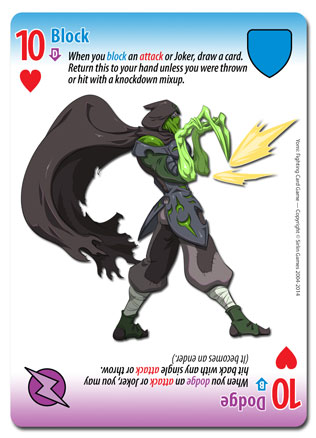 10 Block
D When you block an attack or Joker, draw a card.
Return this to your hand unless you were thrown
or hit with a knockdown mixup.
Yomi Fighting Card Game — Copyright © Sirlin Games 2004-2014
10 Dodge
B When you dodge an attack or Joker, you may
hit back with any single attack or throw.
(It becomes an ender.)